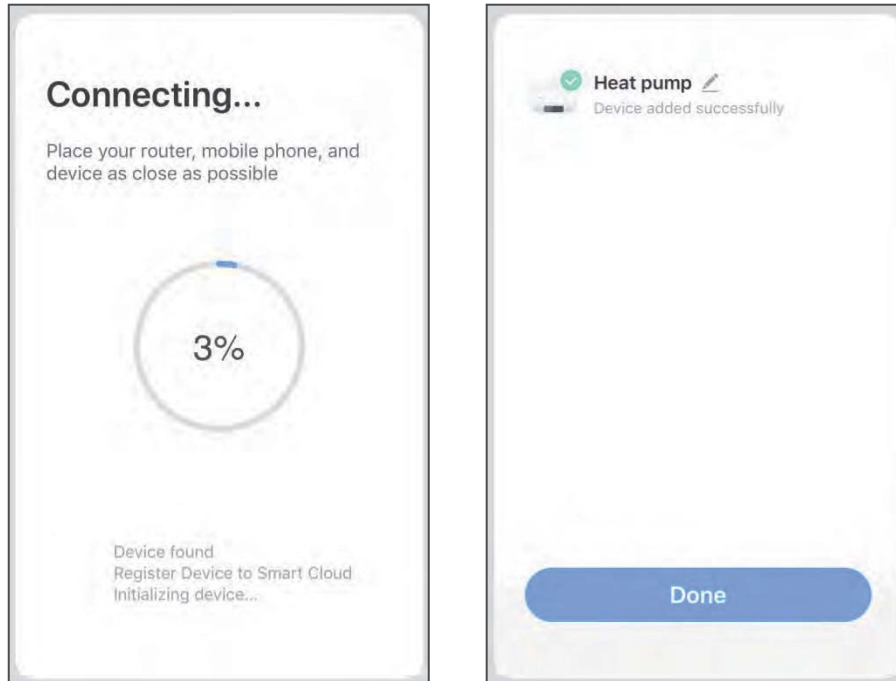 Connecting...
Place your router, mobile phone, and
device as close as possible
3%
Device found
Register Device to Smart Cloud
Initializing device...
Heat pump
Device added successfully
Done